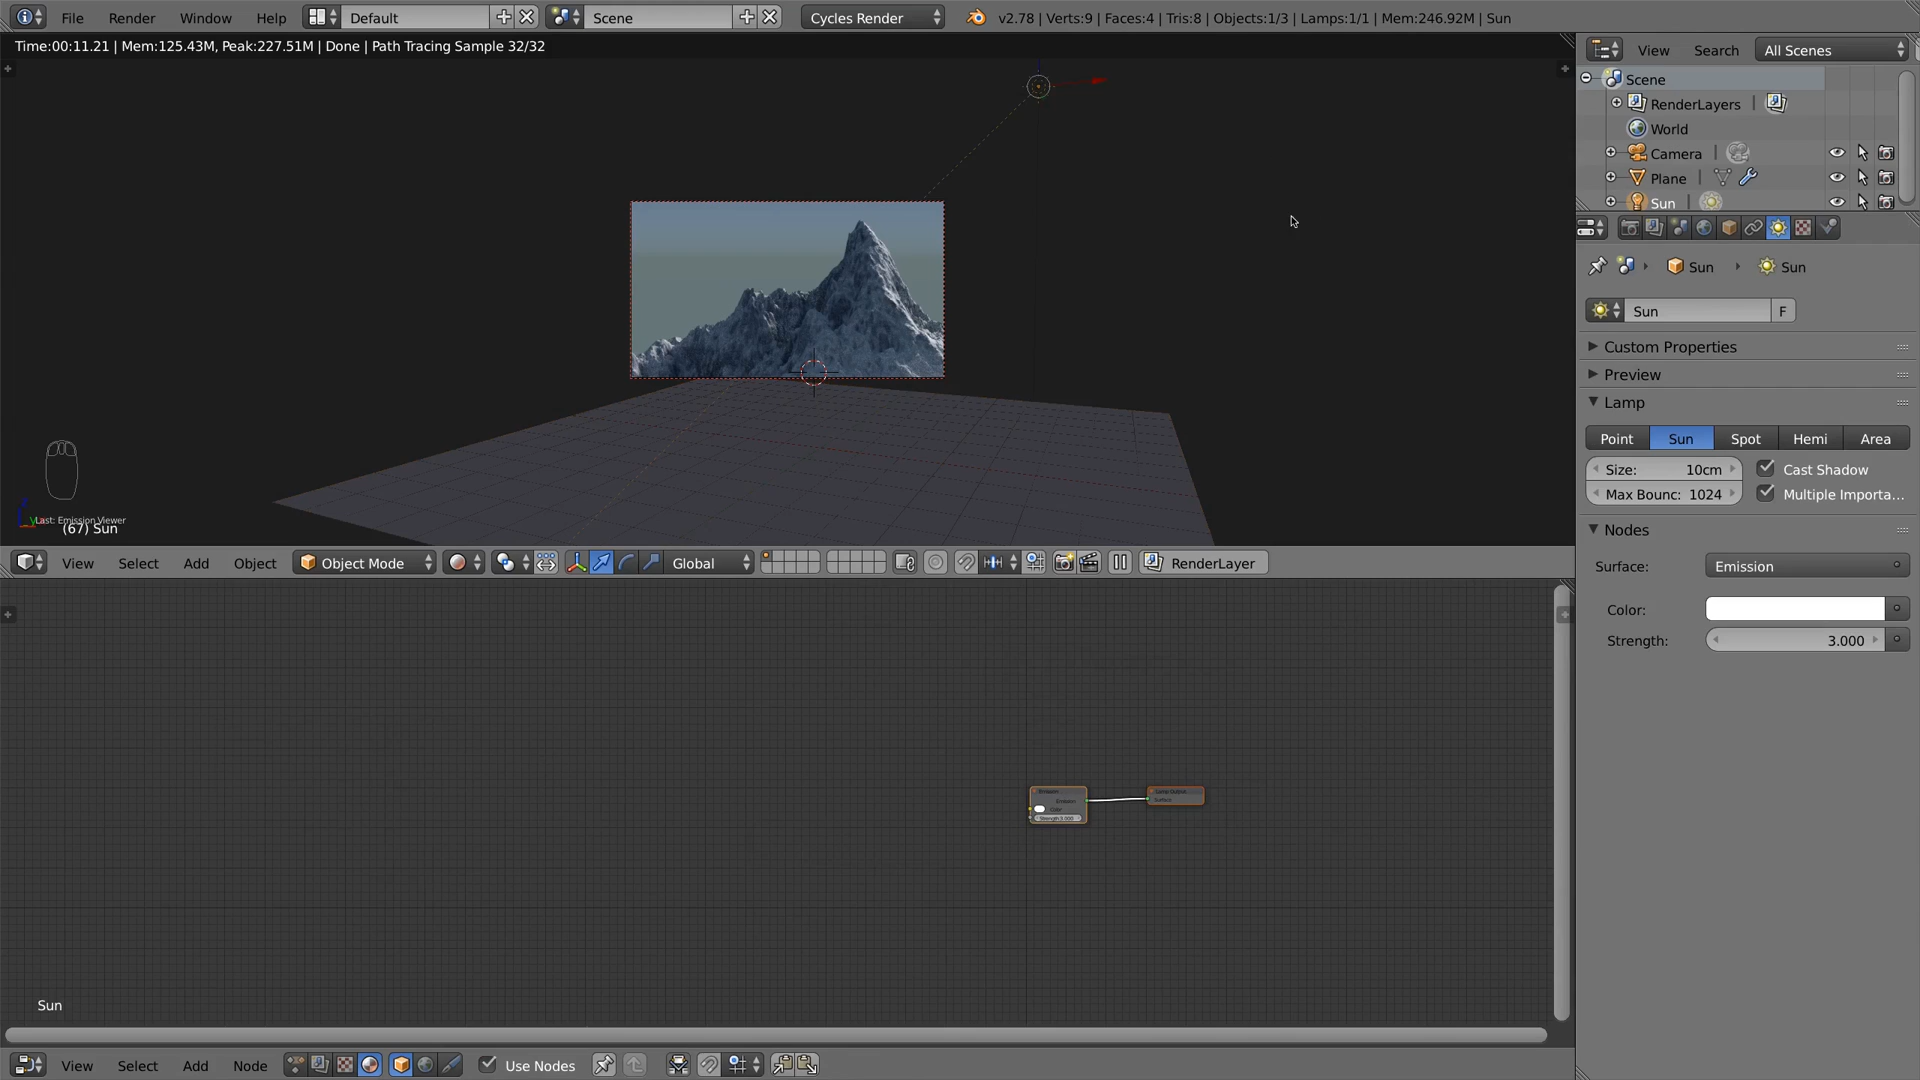 File Render Window Help Default Scene Cycles Render v2.78 | Verts:9 | Faces:4 | Tris:8 | Objects:1/3 | Lamps:1/1 | Mem:246.92M | Sun
Time:00:11.21 | Mem:125.43M, Peak:227.51M | Done | Path Tracing Sample 32/32
View Search All Scenes
Scene
RenderLayers |
World
Camera |
Plane |
Sun |
Sun Sun
Sun F
Custom Properties
Preview
Lamp
Point Sun Spot Hemi Area
Size: 10cm Cast Shadow
Max Bounc: 1024 Multiple Importa...
Nodes
Surface: Emission
Color:
Strength: 3.000
Last: Emission Viewer
(67) Sun
View Select Add Object Object Mode Global RenderLayer
Emission
Emission
Color
Strength:3.000
Lamp Output
Surface
Sun
View Select Add Node Use Nodes